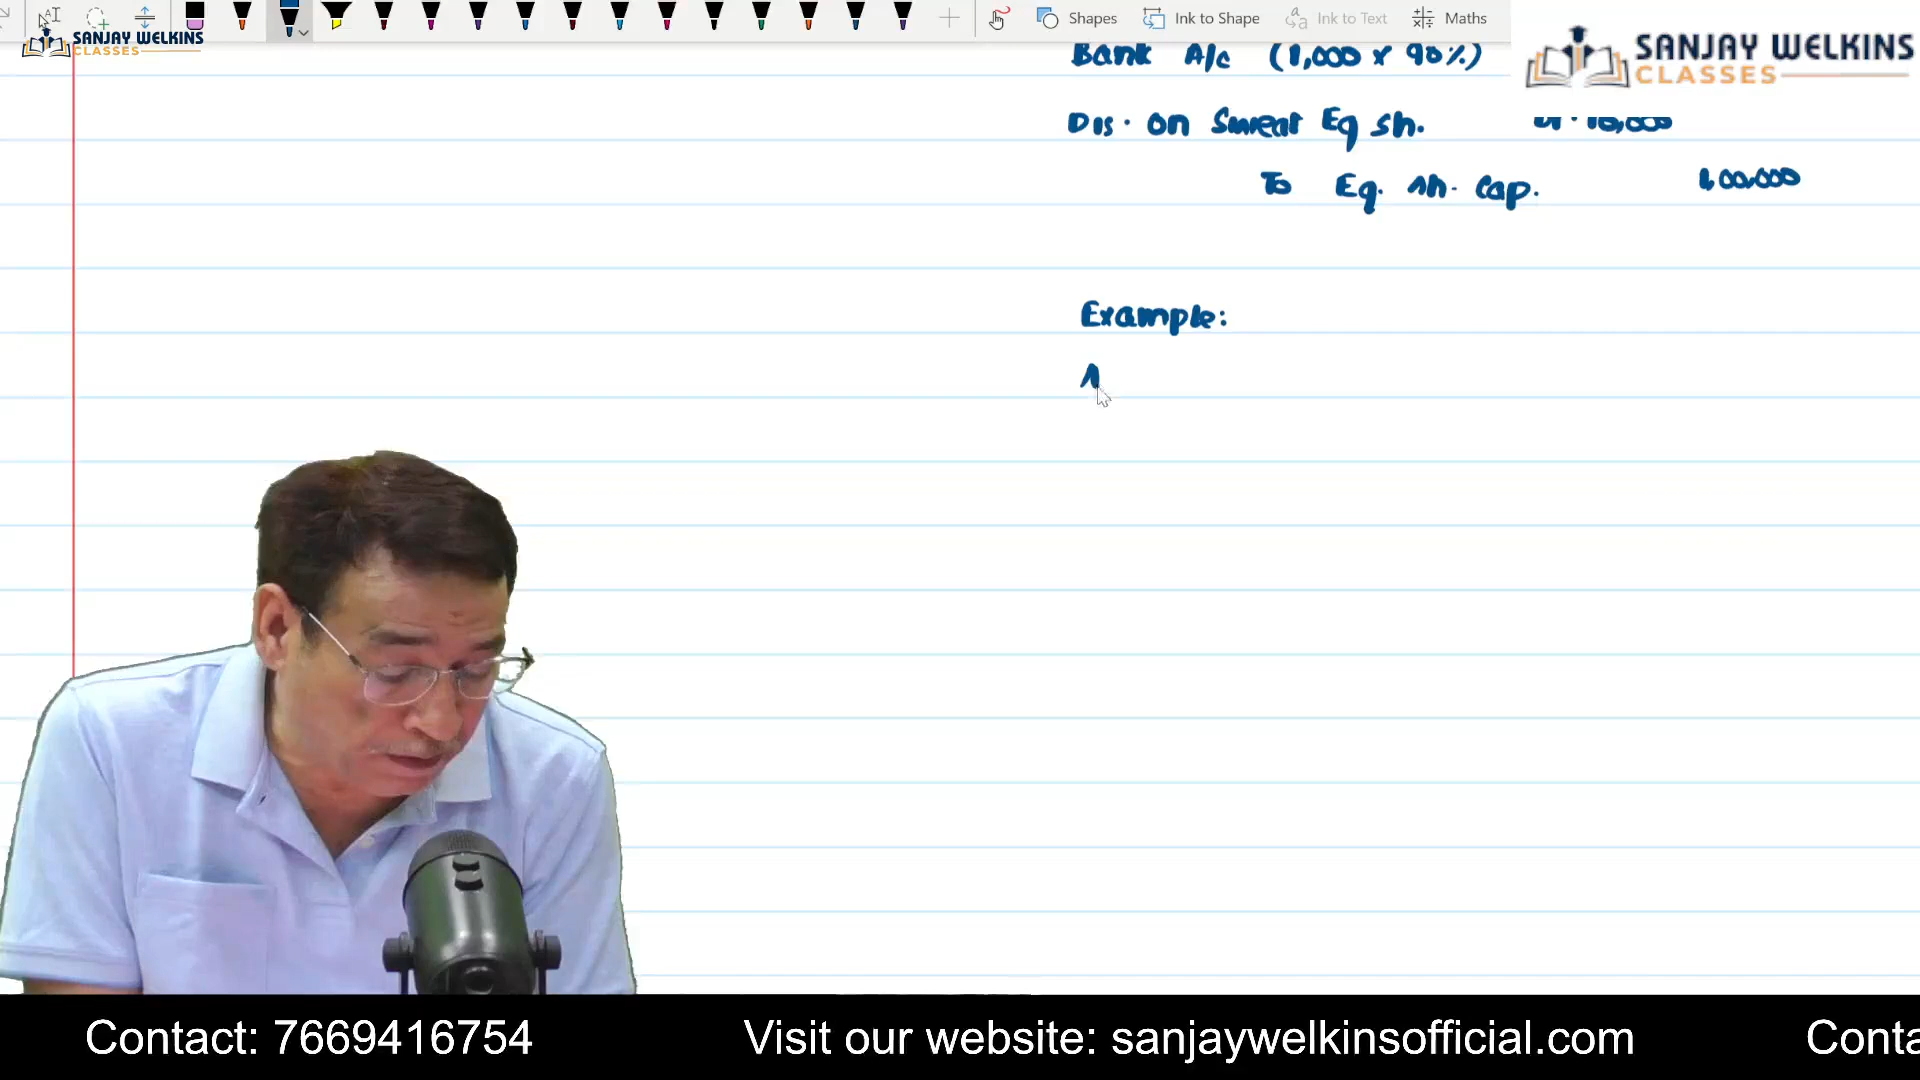 Shapes Ink to Shape Ink to Text Maths
SANJAY WELKINS
CLASSES
SANJAY WELKINS
CLASSES
Bank A/c (1,000 x 90%)
Dis. on Sweat Eq sh.
To Eq. sh. Cap. 1,00,000
Example:
Contact: 7669416754 Visit our website: sanjaywelkinsofficial.com Conta